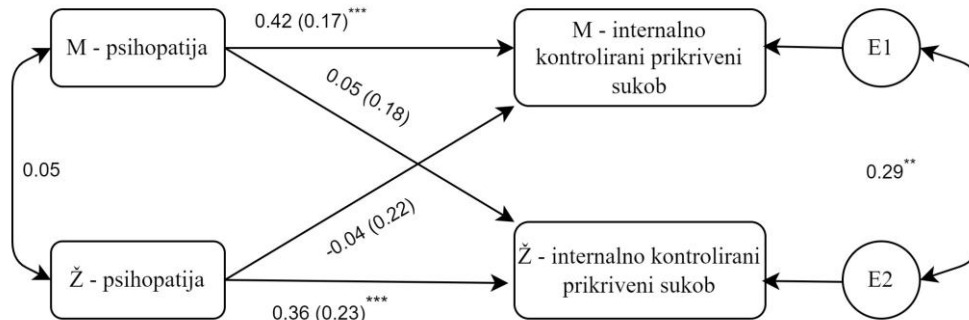 0.42 (0.17)***
M - psihopatija
M - internalno
kontrolirani prikriveni
sukob
E1
0.05 (0.18)
0.05
0.29**
-0.04 (0.22)
Ž - psihopatija
Ž - internalno kontrolirani
prikriveni sukob
E2
0.36 (0.23)***